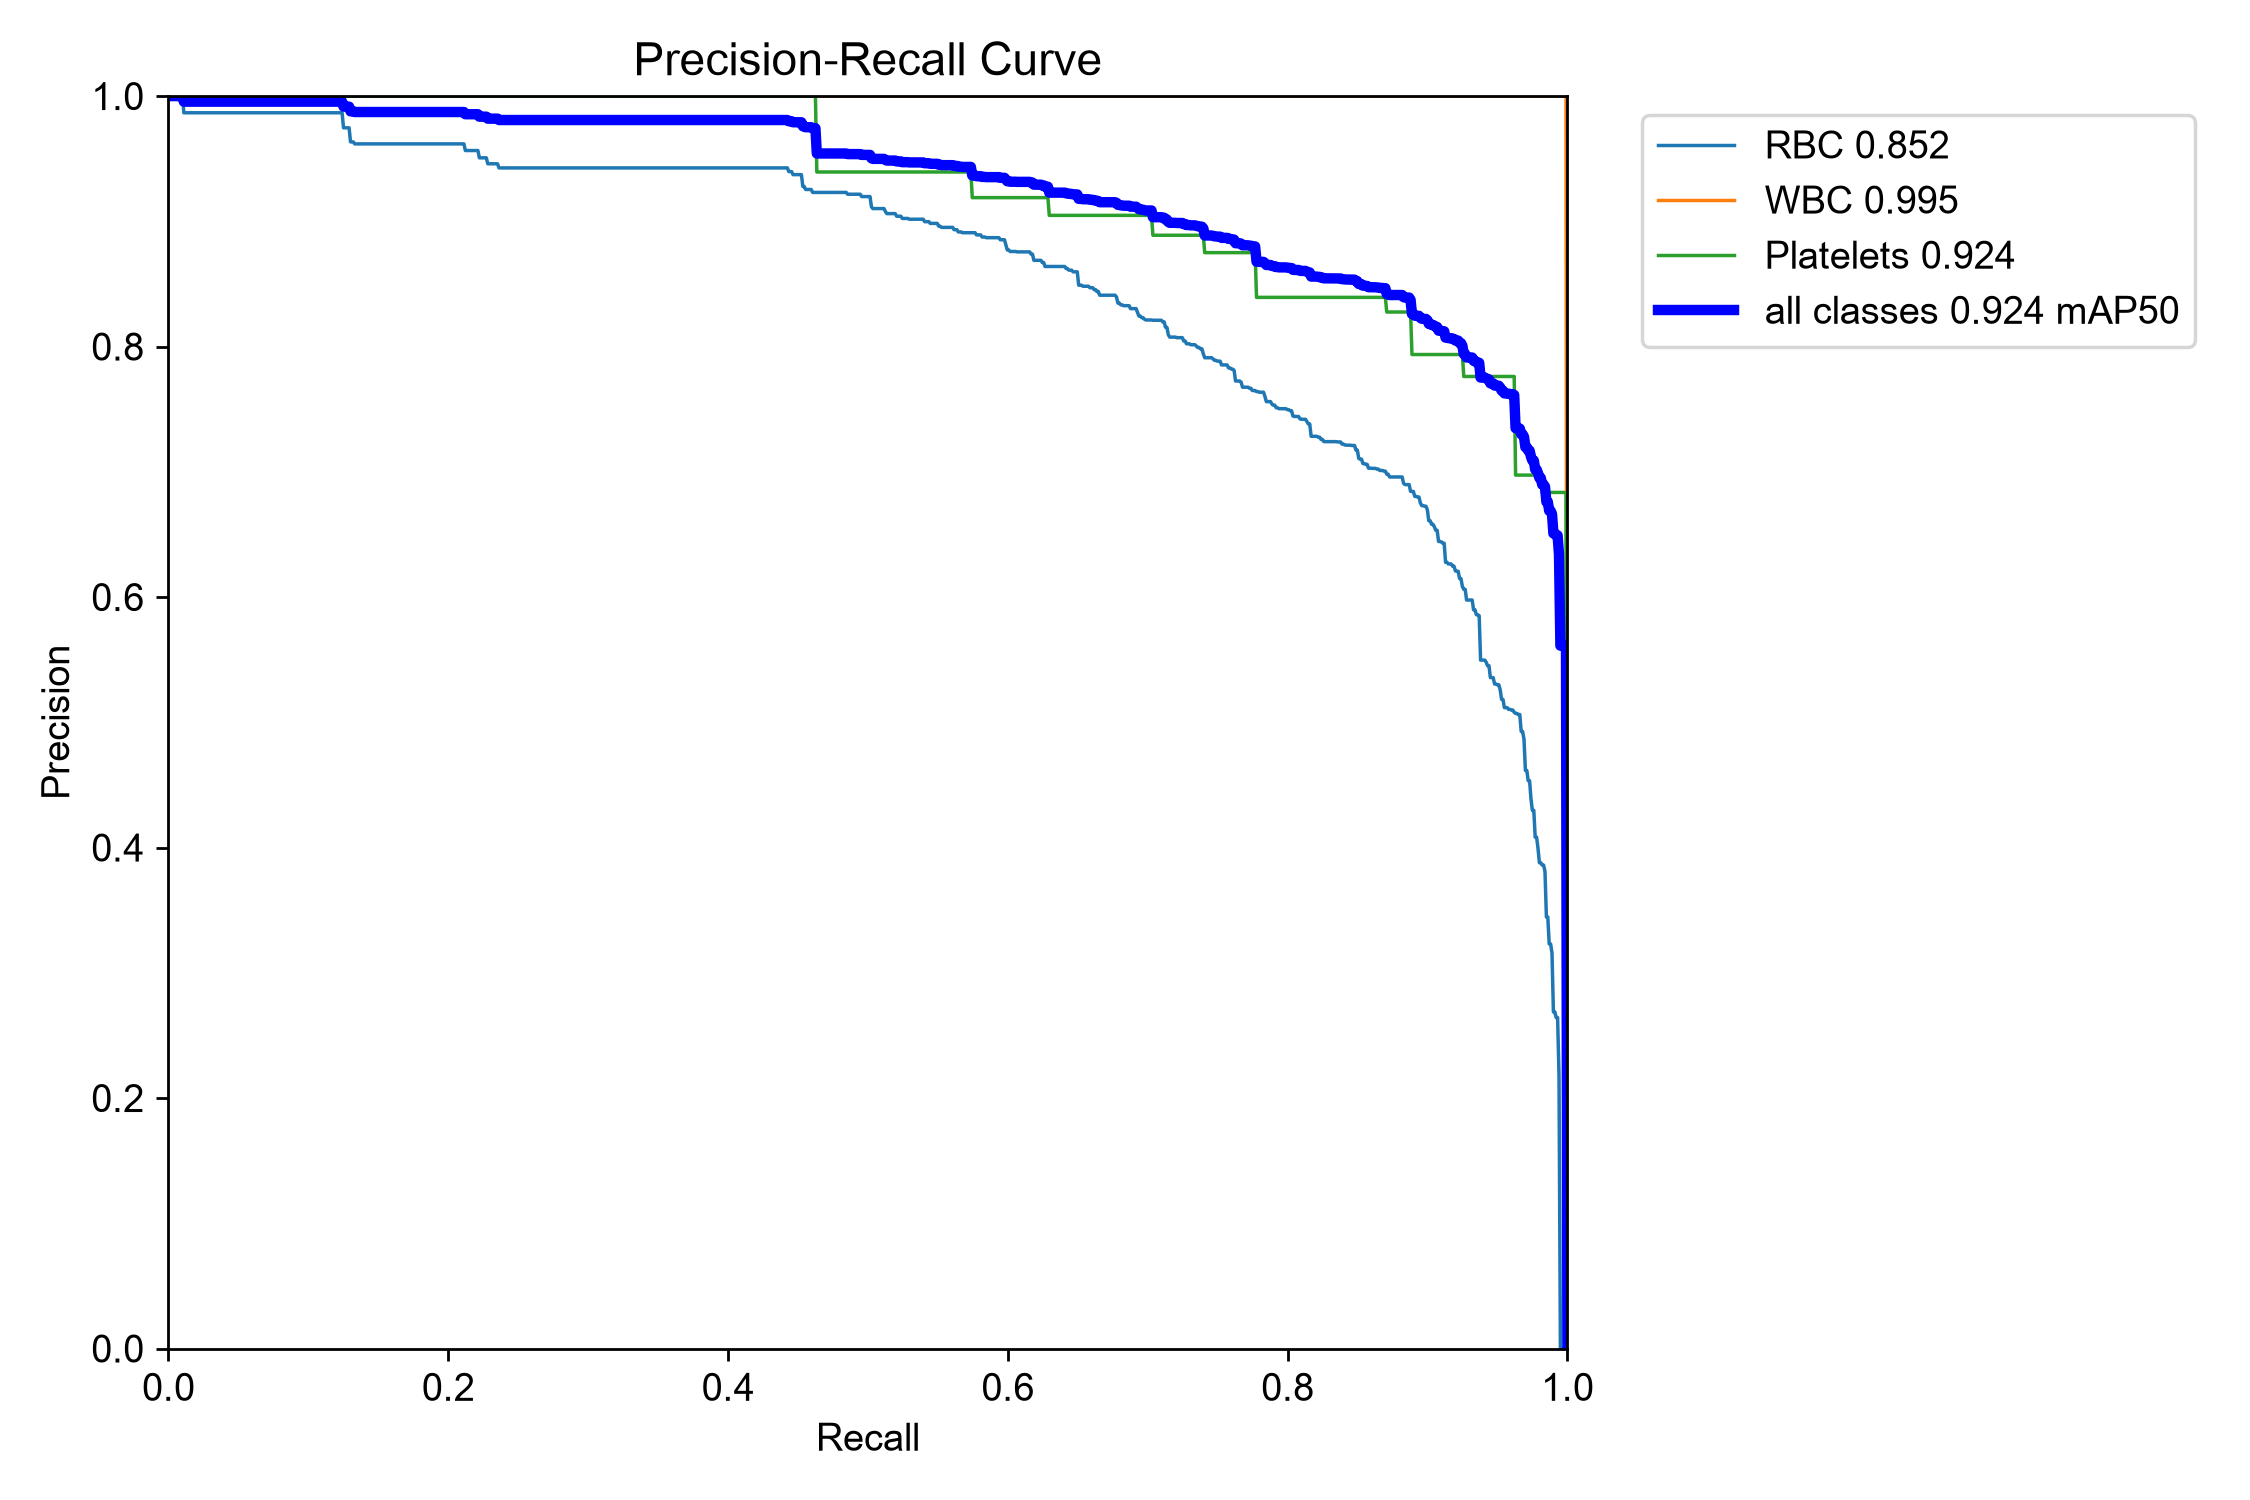 Precision-Recall Curve
1.0
0.8
0.6
0.4
0.2
0.0
Precision
0.0 0.2 0.4 0.6 0.8 1.0
Recall
RBC 0.852
WBC 0.995
Platelets 0.924
all classes 0.924 mAP50